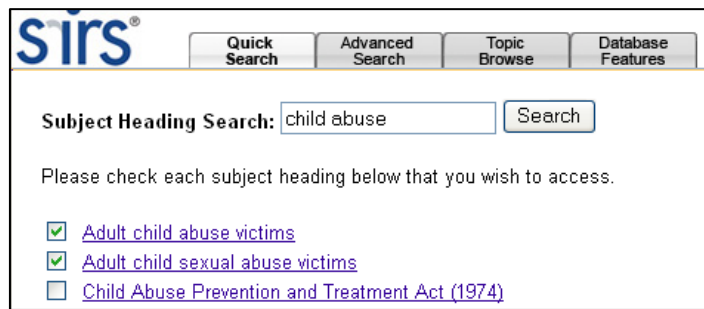 SIRS®
Quick Search
Advanced Search
Topic Browse
Database Features
Subject Heading Search: child abuse Search
Please check each subject heading below that you wish to access.
Adult child abuse victims
Adult child sexual abuse victims
Child Abuse Prevention and Treatment Act (1974)